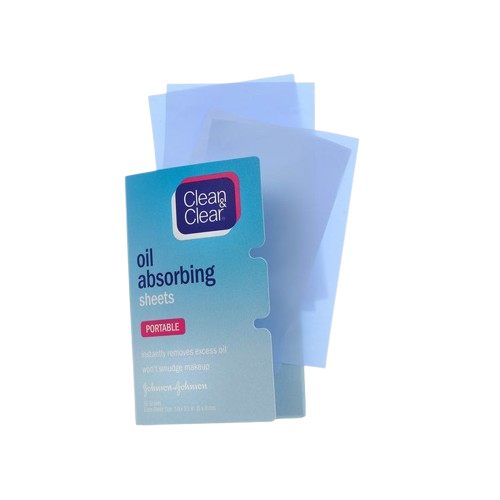 Clean
&
Clear®
oil
absorbing
sheets
PORTABLE
instantly removes excess oil
won't smudge makeup
Johnson & Johnson